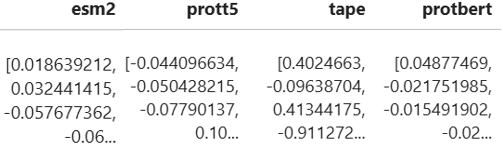 esm2 prott5 tape protbert
[0.018639212, [-0.044096634, [0.4024663, [0.04877469,
0.032441415, -0.050428215, -0.09638704, -0.021751985,
-0.057677362, -0.07790137, 0.41344175, -0.015491902,
-0.06... 0.10... -0.911272... -0.02...